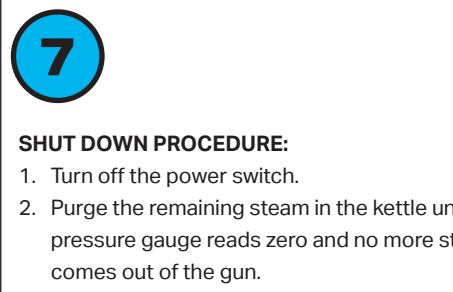 7
SHUT DOWN PROCEDURE:
1. Turn off the power switch.
2. Purge the remaining steam in the kettle
pressure gauge reads zero and no more
comes out of the gun.